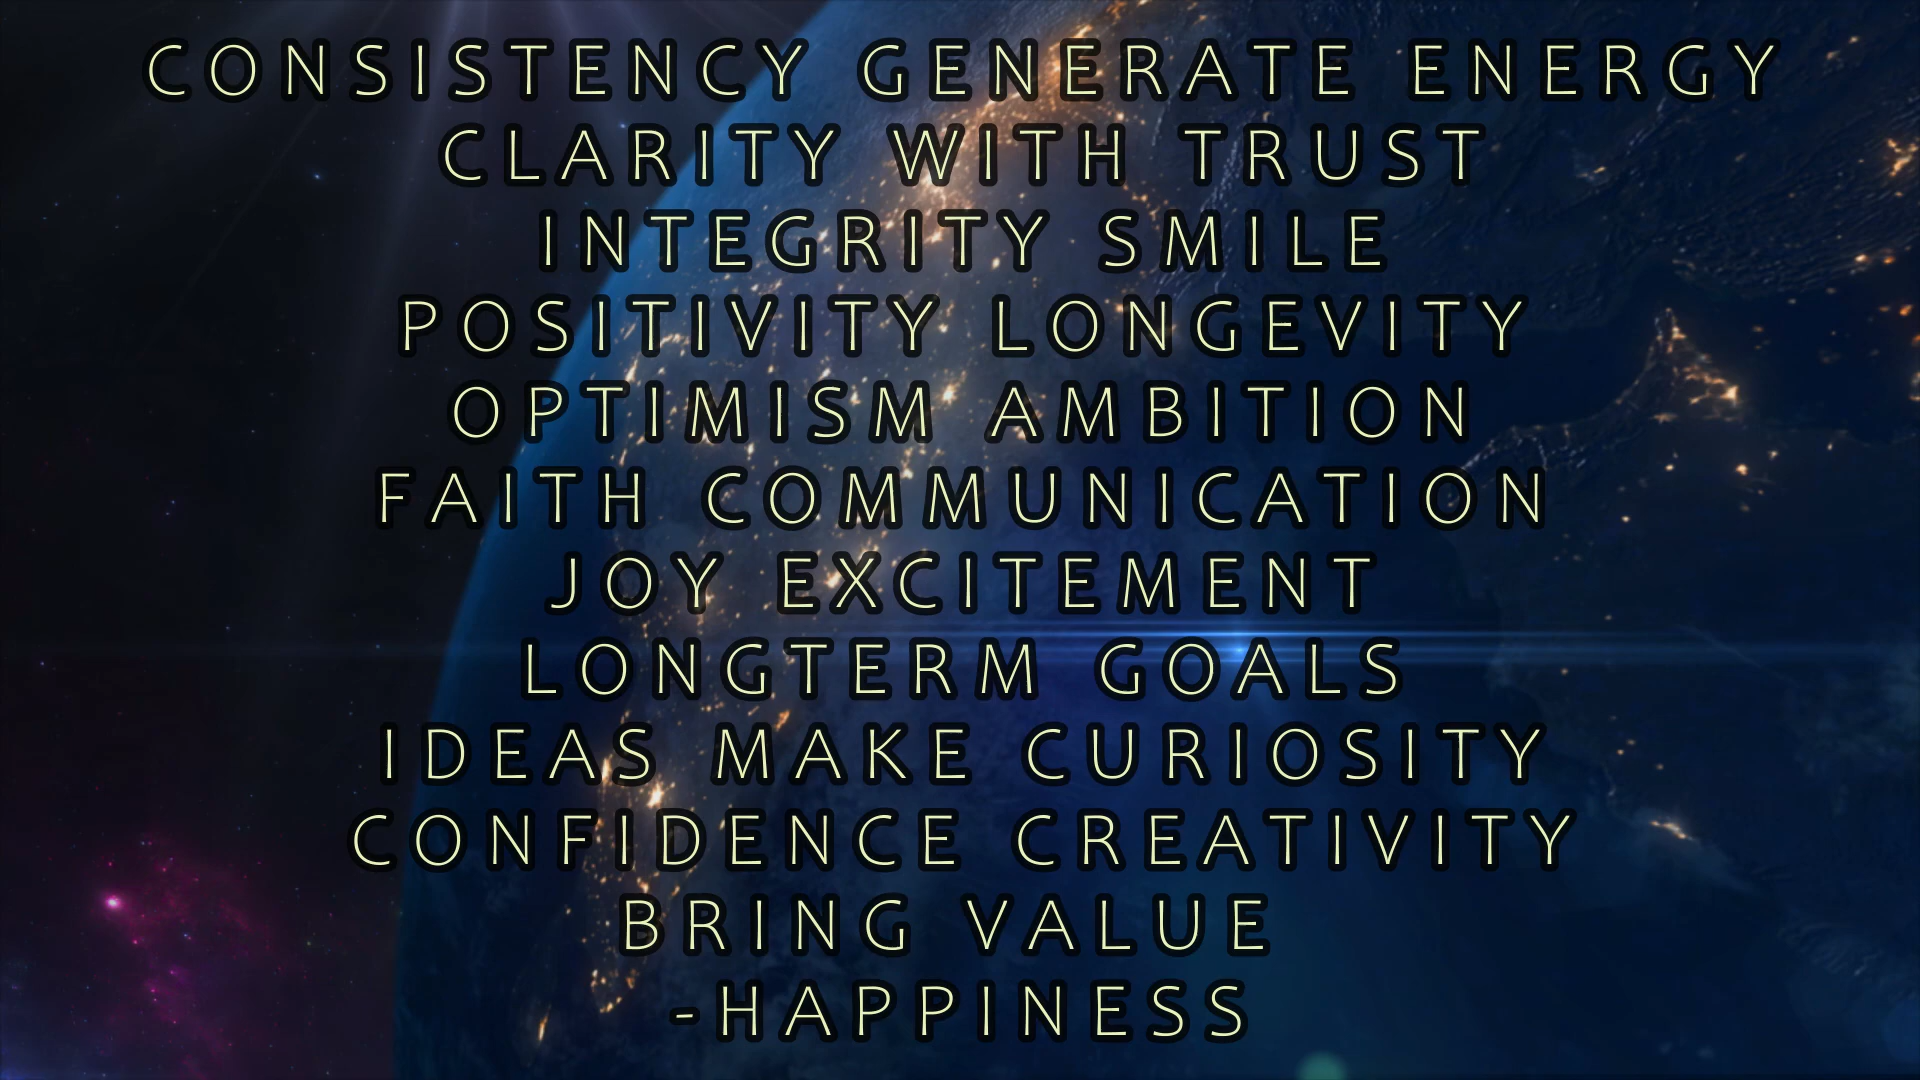 CONSISTENCY GENERATE ENERGY
CLARITY WITH TRUST
INTEGRITY SMILE
POSITIVITY LONGEVITY
OPTIMISM AMBITION
FAITH COMMUNICATION
JOY EXCITEMENT
LONGTERM GOALS
IDEAS MAKE CURIOSITY
CONFIDENCE CREATIVITY
BRING VALUE
-HAPPINESS